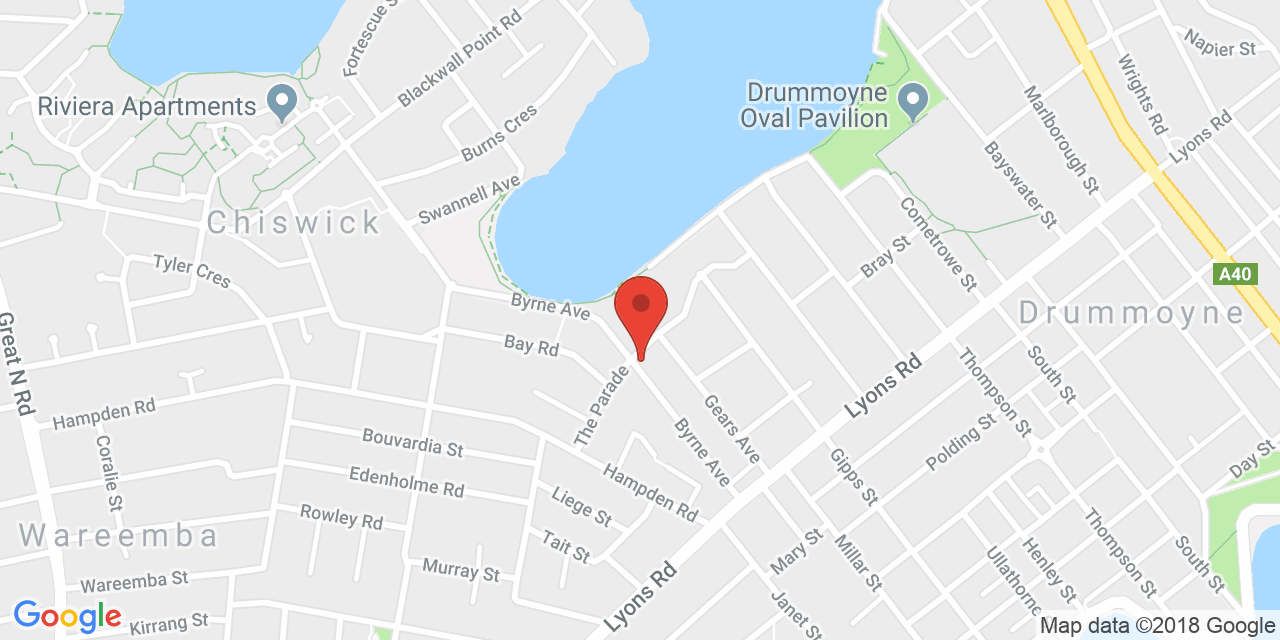 Fortescue S
Blackwall Point Rd
Napier St
Wrights Rd
Riviera Apartments
Drummoyne
Oval Pavilion
Marlborough St
Lyons Rd
Burns Cres
Bayswater St
Swannell Ave
Chiswick
Cometrowe St
Bray St
Tyler Cres
A40
Byrne Ave
Drummoyne
Great N Rd
Bay Rd
The Parade
Lyons Rd
South St
Thompson St
Hampden Rd
Gears Ave
Coralie St
Bouvardia St
Byrne Ave
Polding St
Gipps St
Day St
Edenholme Rd
Hampden Rd
Liege St
Rowley Rd
Wareemba
Tait St
Mary St
Millar St
Thompson St
South St
Henley St
Ullathorne
Murray St
Wareemba St
Lyons Rd
Janet St
Kirrang St
Google
Map data ©2018 Google